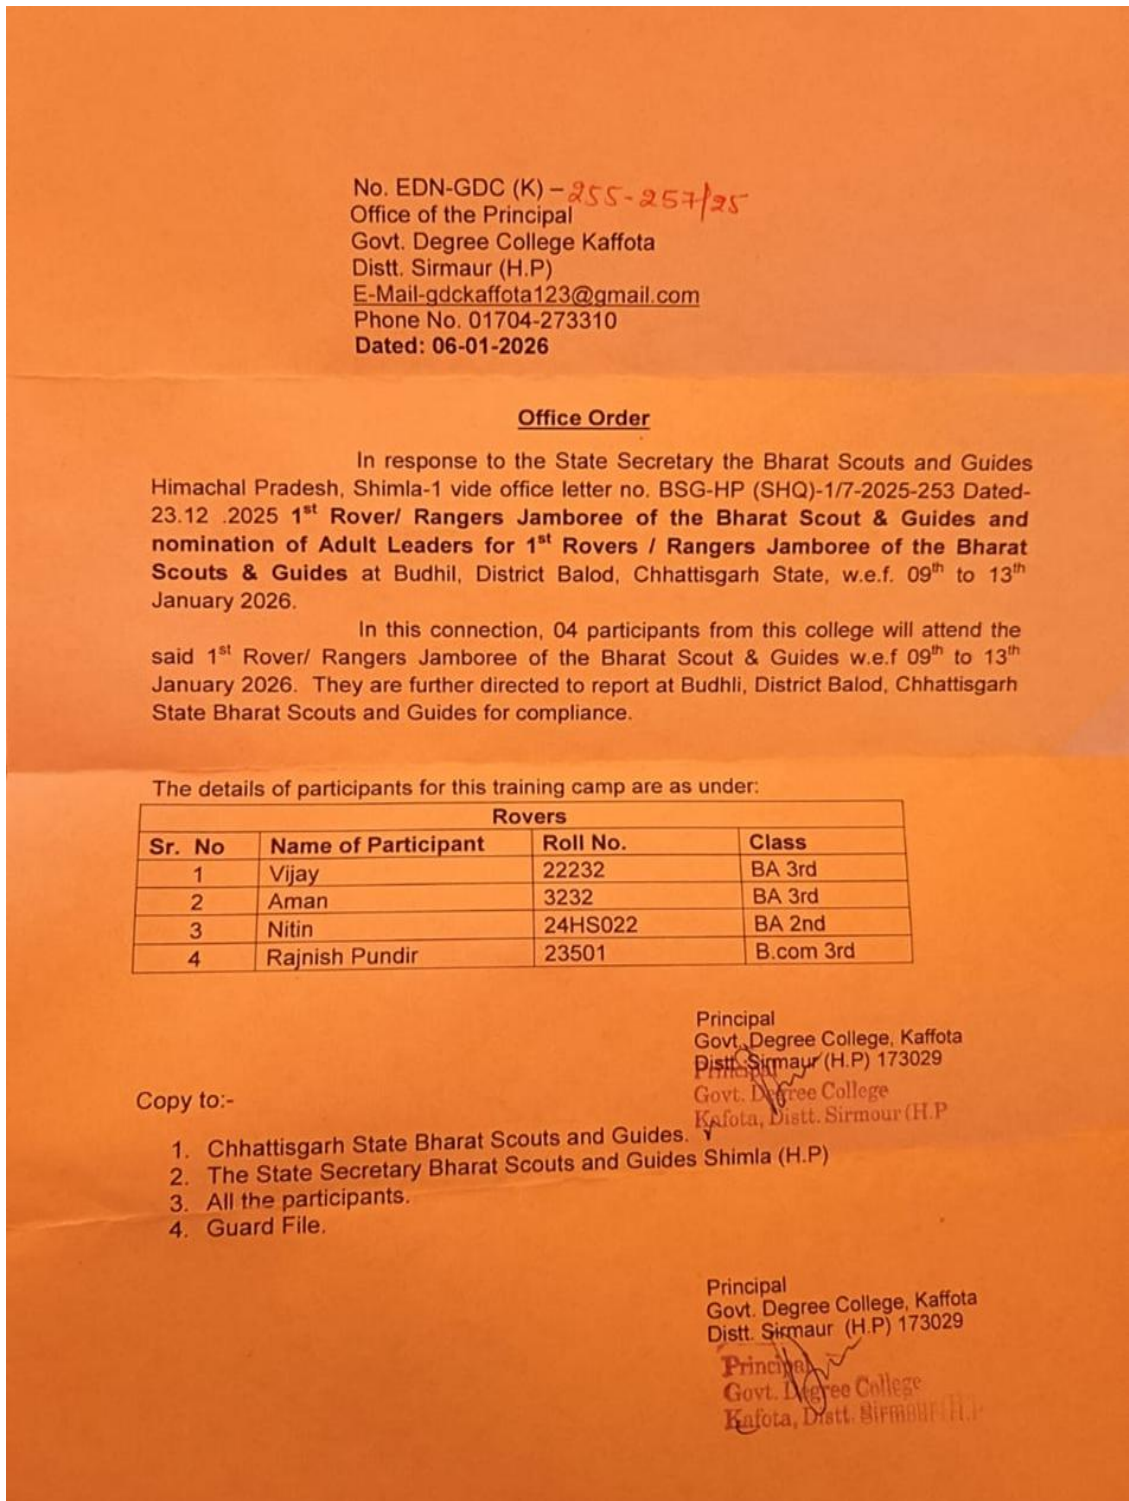 No. EDN-GDC (K) – 255-257/25
Office of the Principal
Govt. Degree College Kaffota
Distt. Sirmaur (H.P)
E-Mail-gdckaffota123@gmail.com
Phone No. 01704-273310
Dated: 06-01-2026
Office Order
In response to the State Secretary the Bharat Scouts and Guides
Himachal Pradesh, Shimla-1 vide office letter no. BSG-HP (SHQ)-1/7-2025-253 Dated-
23.12 .2025 1st Rover/ Rangers Jamboree of the Bharat Scout & Guides and
nomination of Adult Leaders for 1st Rovers / Rangers Jamboree of the Bharat
Scouts & Guides at Budhil, District Balod, Chhattisgarh State, w.e.f. 09th to 13th
January 2026.
In this connection, 04 participants from this college will attend the
said 1st Rover/ Rangers Jamboree of the Bharat Scout & Guides w.e.f 09th to 13th
January 2026. They are further directed to report at Budhli, District Balod, Chhattisgarh
State Bharat Scouts and Guides for compliance.
The details of participants for this training camp are as under:
Rovers
Sr. No Name of Participant Roll No. Class
1 Vijay 22232 BA 3rd
2 Aman 3232 BA 3rd
3 Nitin 24HS022 BA 2nd
4 Rajnish Pundir 23501 B.com 3rd
Principal
Govt. Degree College, Kaffota
Distt. Sirmaur (H.P) 173029
Principal
Govt. Degree College
Kafota, Distt. Sirmour (H.P
Copy to:-
1. Chhattisgarh State Bharat Scouts and Guides.
2. The State Secretary Bharat Scouts and Guides Shimla (H.P)
3. All the participants.
4. Guard File.
Principal
Govt. Degree College, Kaffota
Distt. Sirmaur (H.P) 173029
Principal
Govt. Degree College
Kafota, Distt. Sirmour (H.P